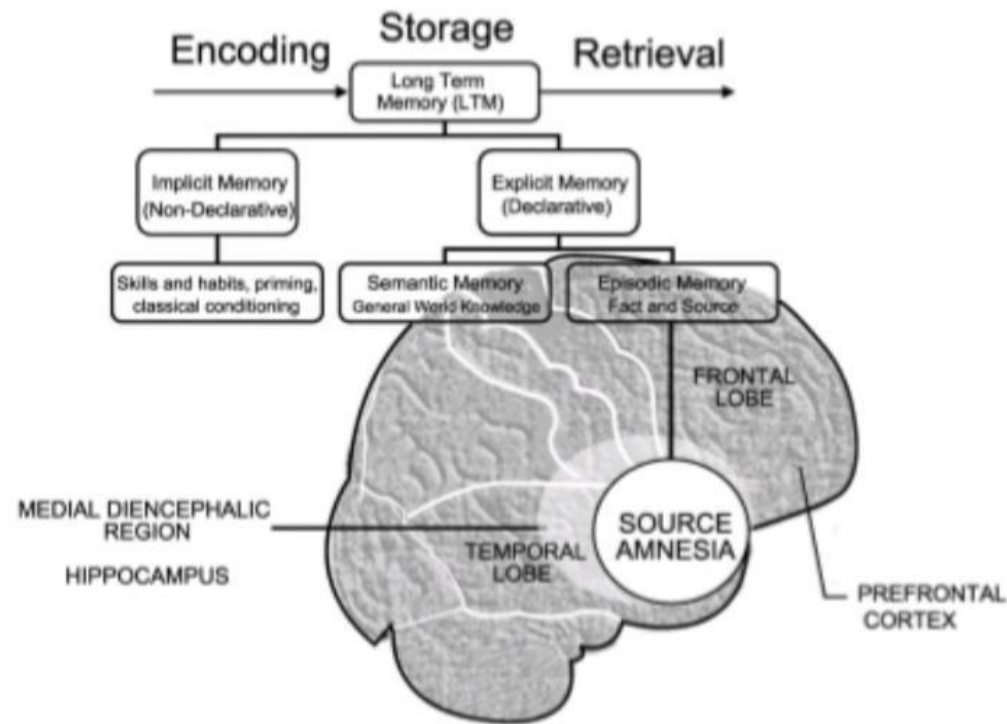 Encoding
Storage
Retrieval
Long Term
Memory (LTM)
Implicit Memory
(Non-Declarative)
Explicit Memory
(Declarative)
Skills and habits, priming,
classical conditioning
Semantic Memory
General World Knowledge
Episodic Memory
Fact and Source
FRONTAL
LOBE
MEDIAL DIENCEPHALIC
REGION
HIPPOCAMPUS
TEMPORAL
LOBE
SOURCE
AMNESIA
PREFRONTAL
CORTEX